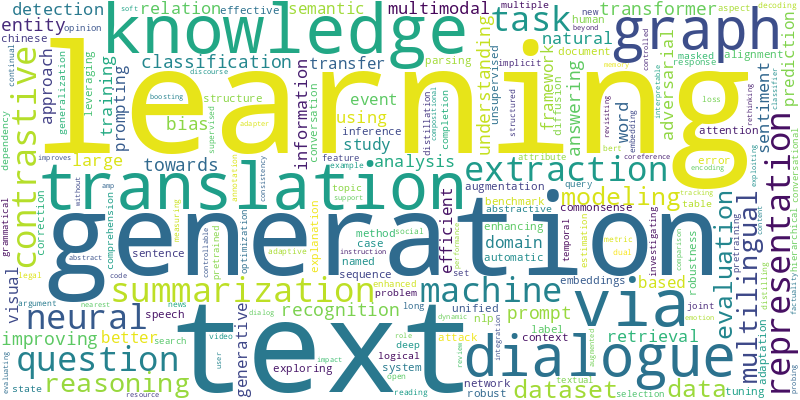 learning
generation
text
knowledge
translation
graph
dialogue
via
task
extraction
representation
contrastive
summarization
machine
neural
question
reasoning
dataset
data
modeling
multilingual
evaluation
entity
detection
relation
effective
semantic
multimodal
multiple
transformer
new
human
soft
aspect
decoding
chinese
opinion
classification
parsing
understanding
natural
document
beyond
controlled
masked
response
alignment
adversarial
prediction
continual
generalization
leveraging
approach
training
prompting
discourse
boosting
supervised
structure
transfer
bias
adapter
information
conversation
event
using
inference
study
implicit
memory
structured
distillation
compositional
completion
unsupervised
answering
framework
diffusion
revisiting
embedding
word
bert
coreference
loss
interpretable
classifier
rethinking
attention
sentiment
conversational
hierarchical
dependency
improves
large
towards
feature
example
analysis
attribute
error
encoding
exploiting
grammatical
correction
without
amp
comprehension
abstract
measuring
controllable
pretrained
annotation
consistency
optimization
topic
support
augmentation
query
benchmark
commonsense
tracking
table
pretraining
content
sentence
adaptive
explanation
method
case
named
sequence
social
instruction
efficient
performance
abstractive
enhancing
domain
automatic
set
temporal
estimation
metric
dual
investigating
comparison
robustness
distilling
factuality
visual
legal
code
enhanced
problem
embeddings
based
joint
emotion
adaptation
improving
argument
nearest
speech
news
recognition
long
unified
nlp
prompt
label
retrieval
better
search
generative
dialog
dynamic
attack
context
evaluating
state
resource
video
user
exploring
impact
role
deep
logical
system
open
reading
review
integration
augmented
network
robust
textual
selection
tuning
probing